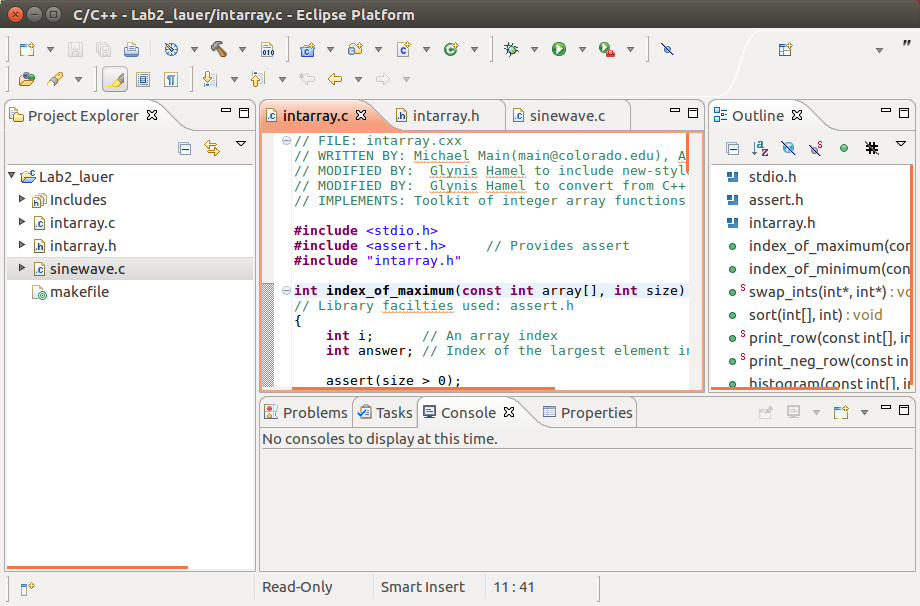 C/C++ - Lab2_lauer/intarray.c - Eclipse Platform
010
Project Explorer
Lab2_lauer
Includes
intarray.c
intarray.h
sinewave.c
makefile
intarray.c intarray.h sinewave.c
// FILE: intarray.cxx
// WRITTEN BY: Michael Main(main@colorado.edu), A
// MODIFIED BY:  Glynis Hamel to include new-styl
// MODIFIED BY:  Glynis Hamel to convert from C++
// IMPLEMENTS: Toolkit of integer array functions
#include <stdio.h>
#include <assert.h>     // Provides assert
#include "intarray.h"
int index_of_maximum(const int array[], int size)
// Library facilties used: assert.h
{
int i;      // An array index
int answer; // Index of the largest element in
assert(size > 0);
Outline
stdio.h
assert.h
intarray.h
index_of_maximum(con
index_of_minimum(con
swap_ints(int*, int*) : vo
sort(int[], int) : void
print_row(const int[], in
print_neg_row(const in
histogram(const int[], in
Problems Tasks Console Properties
No consoles to display at this time.
Read-Only Smart Insert 11 : 41